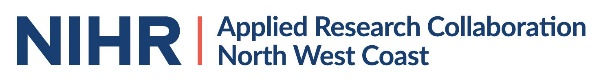 NIHR | Applied Research Collaboration
North West Coast